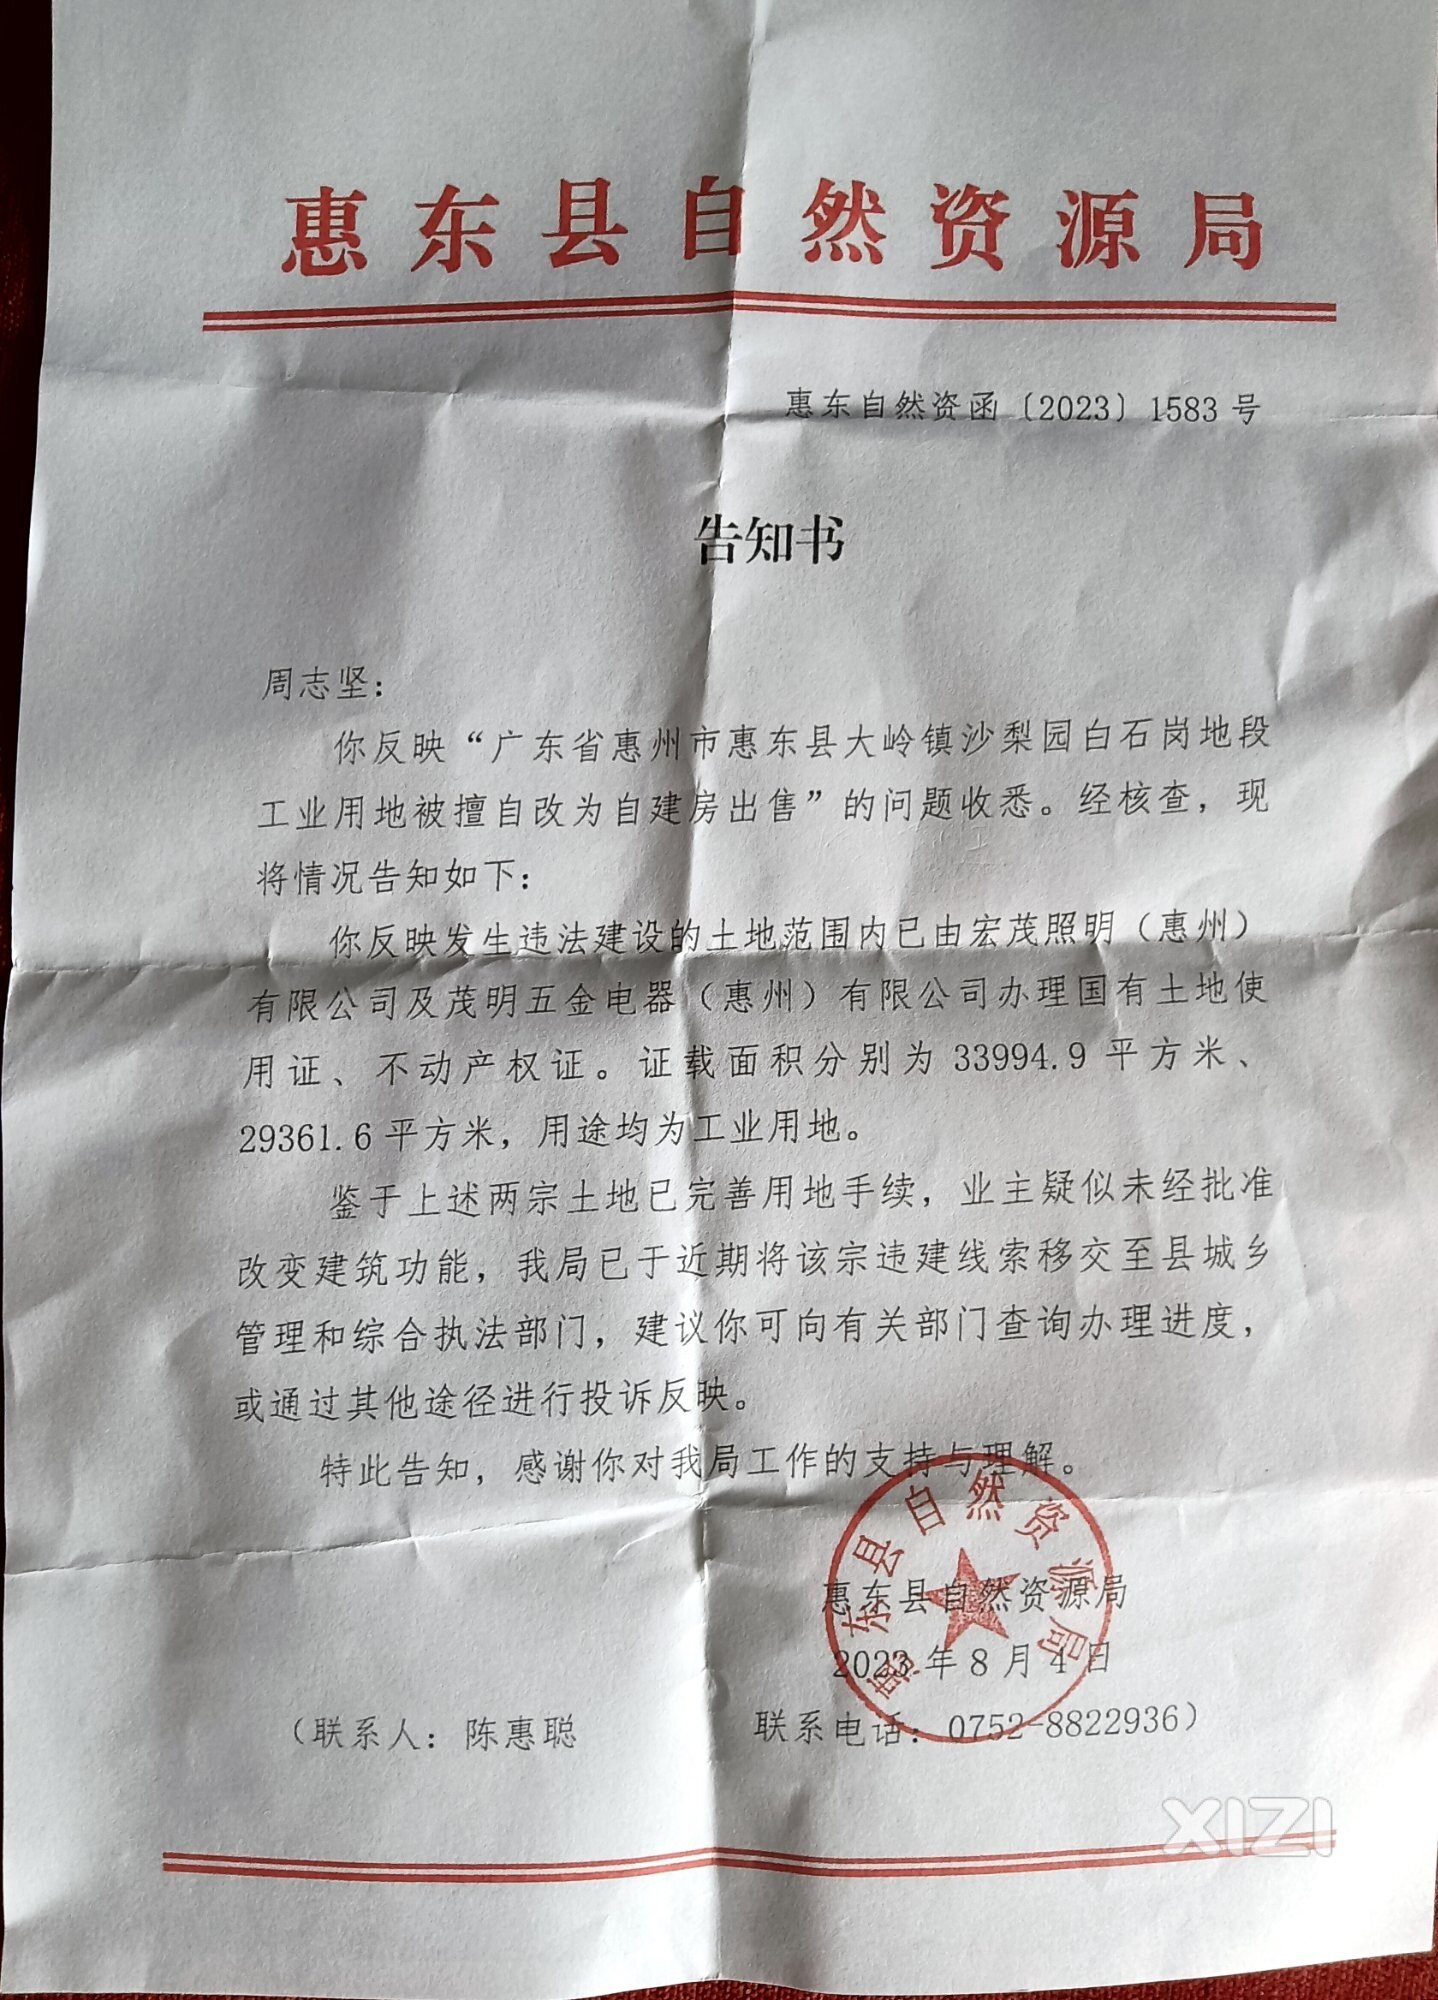 惠东县自然资源局
惠东自然资函〔2023〕1583号
告知书
周志坚：
你反映“广东省惠州市惠东县大岭镇沙梨园白石岗地段
工业用地被擅自改为自建房出售”的问题收悉。经核查，现
将情况告知如下：
你反映发生违法建设的土地范围内已由宏茂照明（惠州）
有限公司及茂明五金电器（惠州）有限公司办理国有土地使
用证、不动产权证。证载面积分别为33994.9平方米、
29361.6平方米，用途均为工业用地。
鉴于上述两宗土地已完善用地手续，业主疑似未经批准
改变建筑功能，我局已于近期将该宗违建线索移交至县城乡
管理和综合执法部门，建议你可向有关部门查询办理进度，
或通过其他途径进行投诉反映。
特此告知，感谢你对我局工作的支持与理解。
惠东县自然资源局
惠东县自然资源局
2023年8月4日
（联系人：陈惠聪 联系电话：0752-8822936）
XIZI